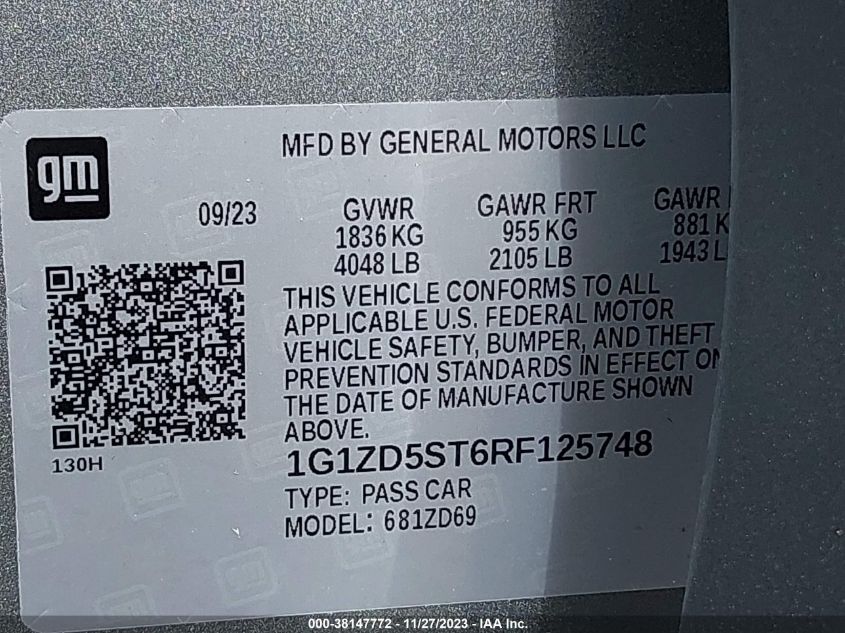 MFD BY GENERAL MOTORS LLC
gm
09/23 GVWR GAWR FRT GAWR
1836 KG 955 KG 881 K
4048 LB 2105 LB 1943 L
THIS VEHICLE CONFORMS TO ALL
APPLICABLE U.S. FEDERAL MOTOR
VEHICLE SAFETY, BUMPER, AND THEFT
PREVENTION STANDARDS IN EFFECT ON
THE DATE OF MANUFACTURE SHOWN
ABOVE.
130H
1G1ZD5ST6RF125748
TYPE: PASS CAR
MODEL: 681ZD69
000-38147772 - 11/27/2023 - IAA Inc.